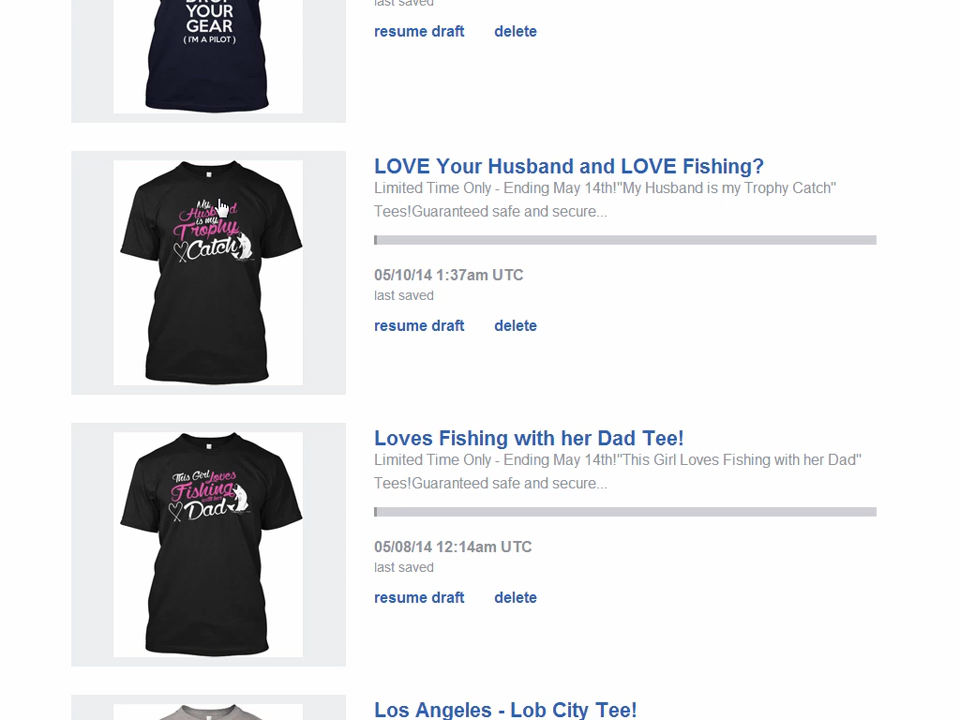 YOUR
GEAR
( I'M A PILOT )
last saved
resume draft delete
My
Husband
is my
Trophy
Catch
LOVE Your Husband and LOVE Fishing?
Limited Time Only - Ending May 14th!"My Husband is my Trophy Catch"
Tees!Guaranteed safe and secure...
05/10/14 1:37am UTC
last saved
resume draft delete
This Girl Loves
Fishing
with her
Dad
Loves Fishing with her Dad Tee!
Limited Time Only - Ending May 14th!"This Girl Loves Fishing with her Dad"
Tees!Guaranteed safe and secure...
05/08/14 12:14am UTC
last saved
resume draft delete
Los Angeles - Lob City Tee!